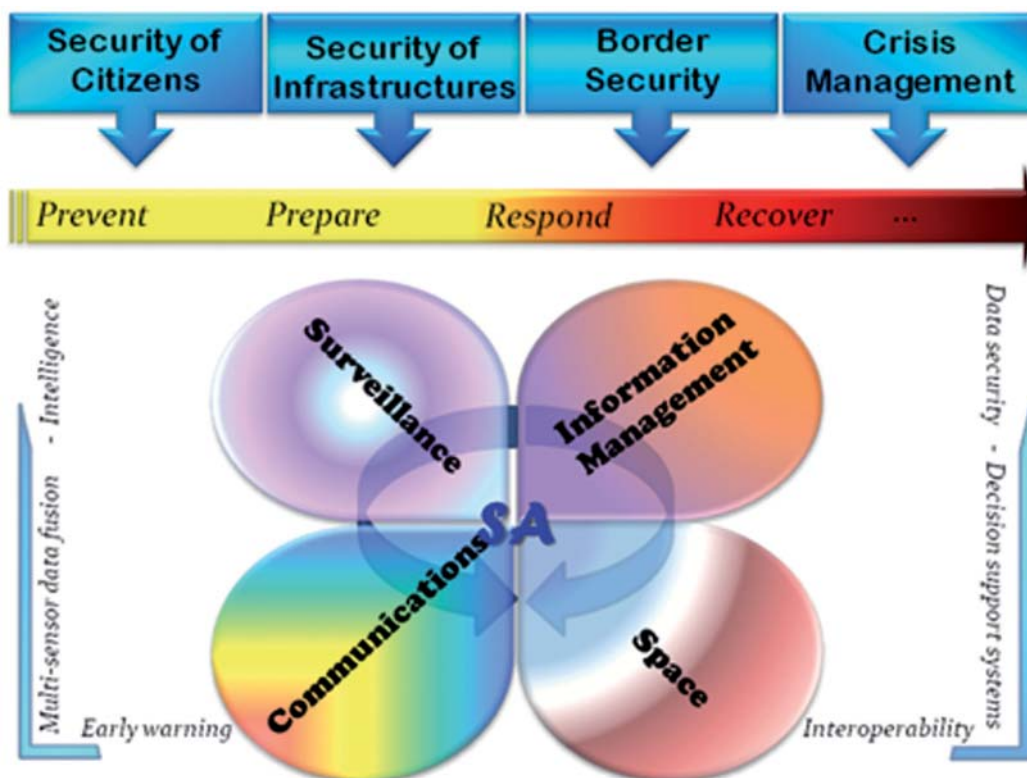 Security of
Citizens
Security of
Infrastructures
Border
Security
Crisis
Management
Prevent
Prepare
Respond
Recover
...
Surveillance
Information
Management
SA
Communications
Space
Multi-sensor data fusion - Intelligence
Early warning
Data security - Decision support systems
Interoperability